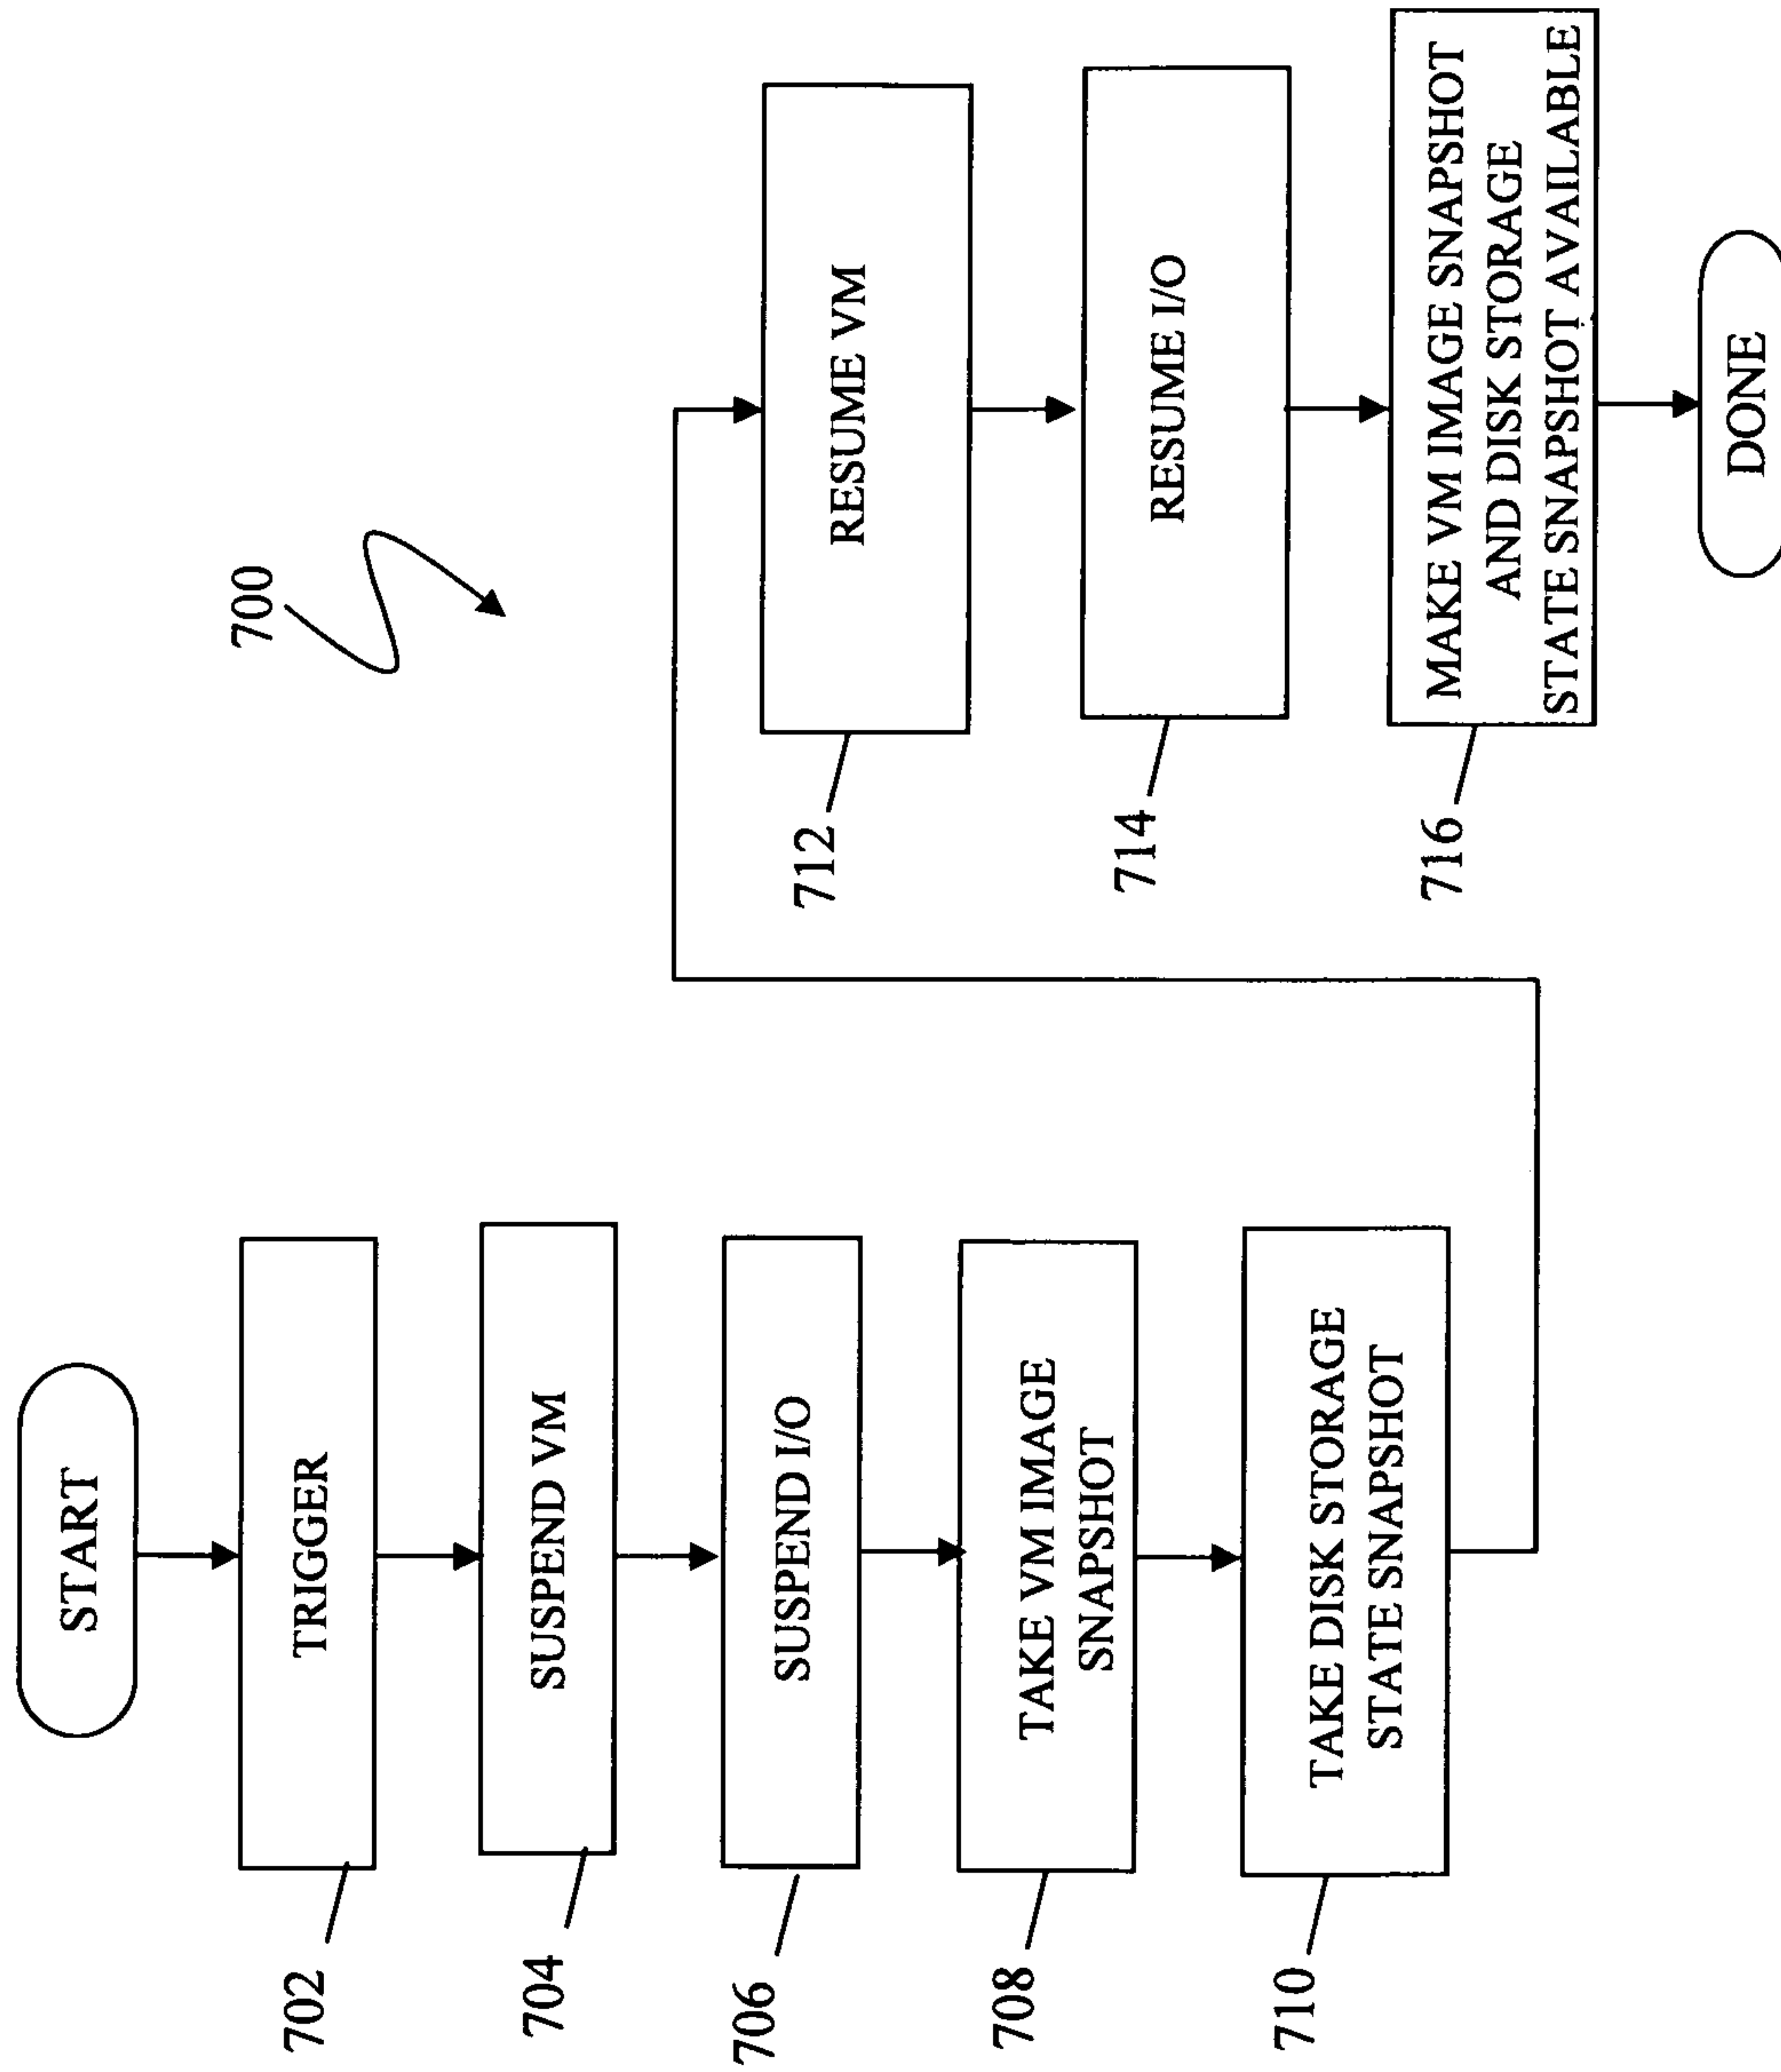 700
START
702
TRIGGER
704
SUSPEND VM
706
SUSPEND I/O
708
TAKE VM IMAGE
SNAPSHOT
710
TAKE DISK STORAGE
STATE SNAPSHOT
712
RESUME VM
714
RESUME I/O
716
MAKE VM IMAGE SNAPSHOT
AND DISK STORAGE
STATE SNAPSHOT AVAILABLE
DONE